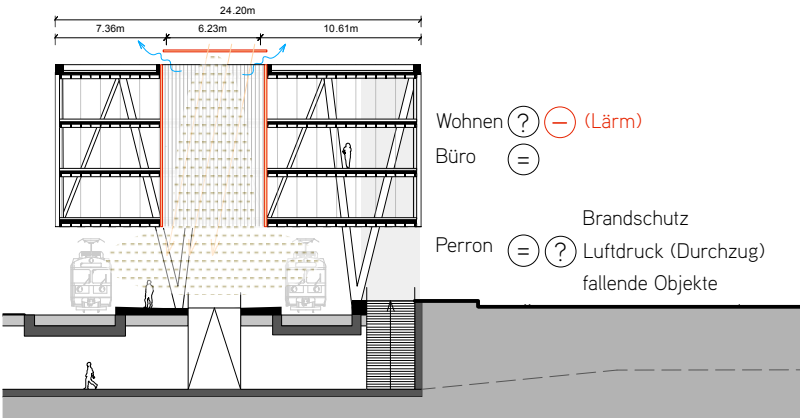 24.20m
7.36m 6.23m 10.61m
Wohnen ? − (Lärm)
Büro =
Brandschutz
Perron = ? Luftdruck (Durchzug)
fallende Objekte